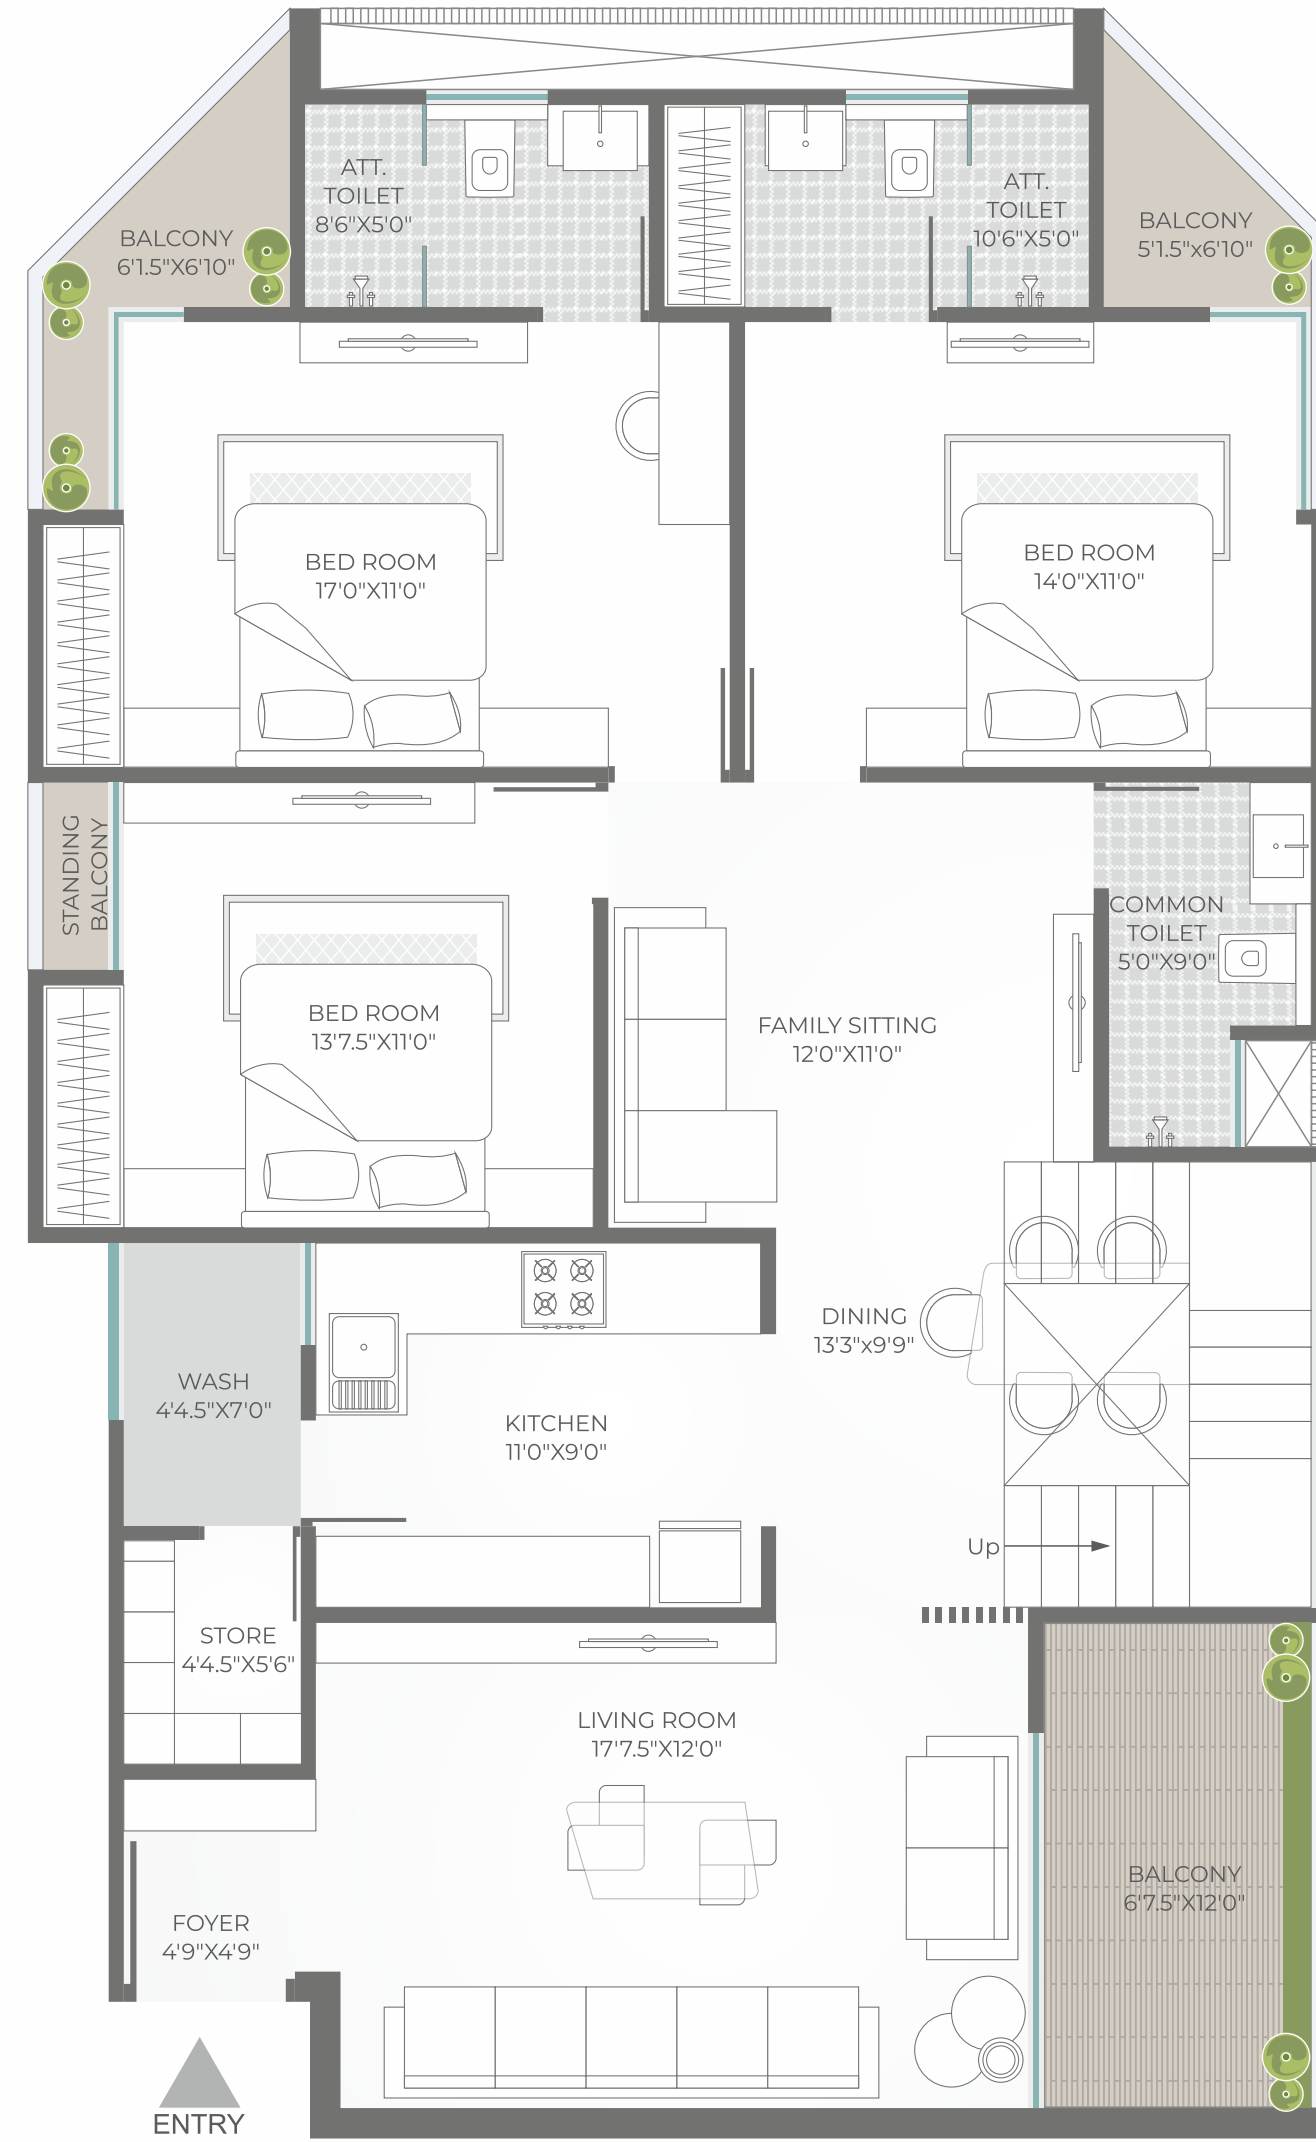 ATT.
TOILET
8'6"X5'0"
ATT.
TOILET
10'6"X5'0"
BALCONY
6'1.5"X6'10"
BALCONY
5'1.5"x6'10"
BED ROOM
17'0"X11'0"
BED ROOM
14'0"X11'0"
STANDING
BALCONY
COMMON
TOILET
5'0"X9'0"
BED ROOM
13'7.5"X11'0"
FAMILY SITTING
12'0"X11'0"
DINING
13'3"x9'9"
WASH
4'4.5"X7'0"
KITCHEN
11'0"X9'0"
Up
STORE
4'4.5"X5'6"
LIVING ROOM
17'7.5"X12'0"
BALCONY
6'7.5"X12'0"
FOYER
4'9"X4'9"
ENTRY